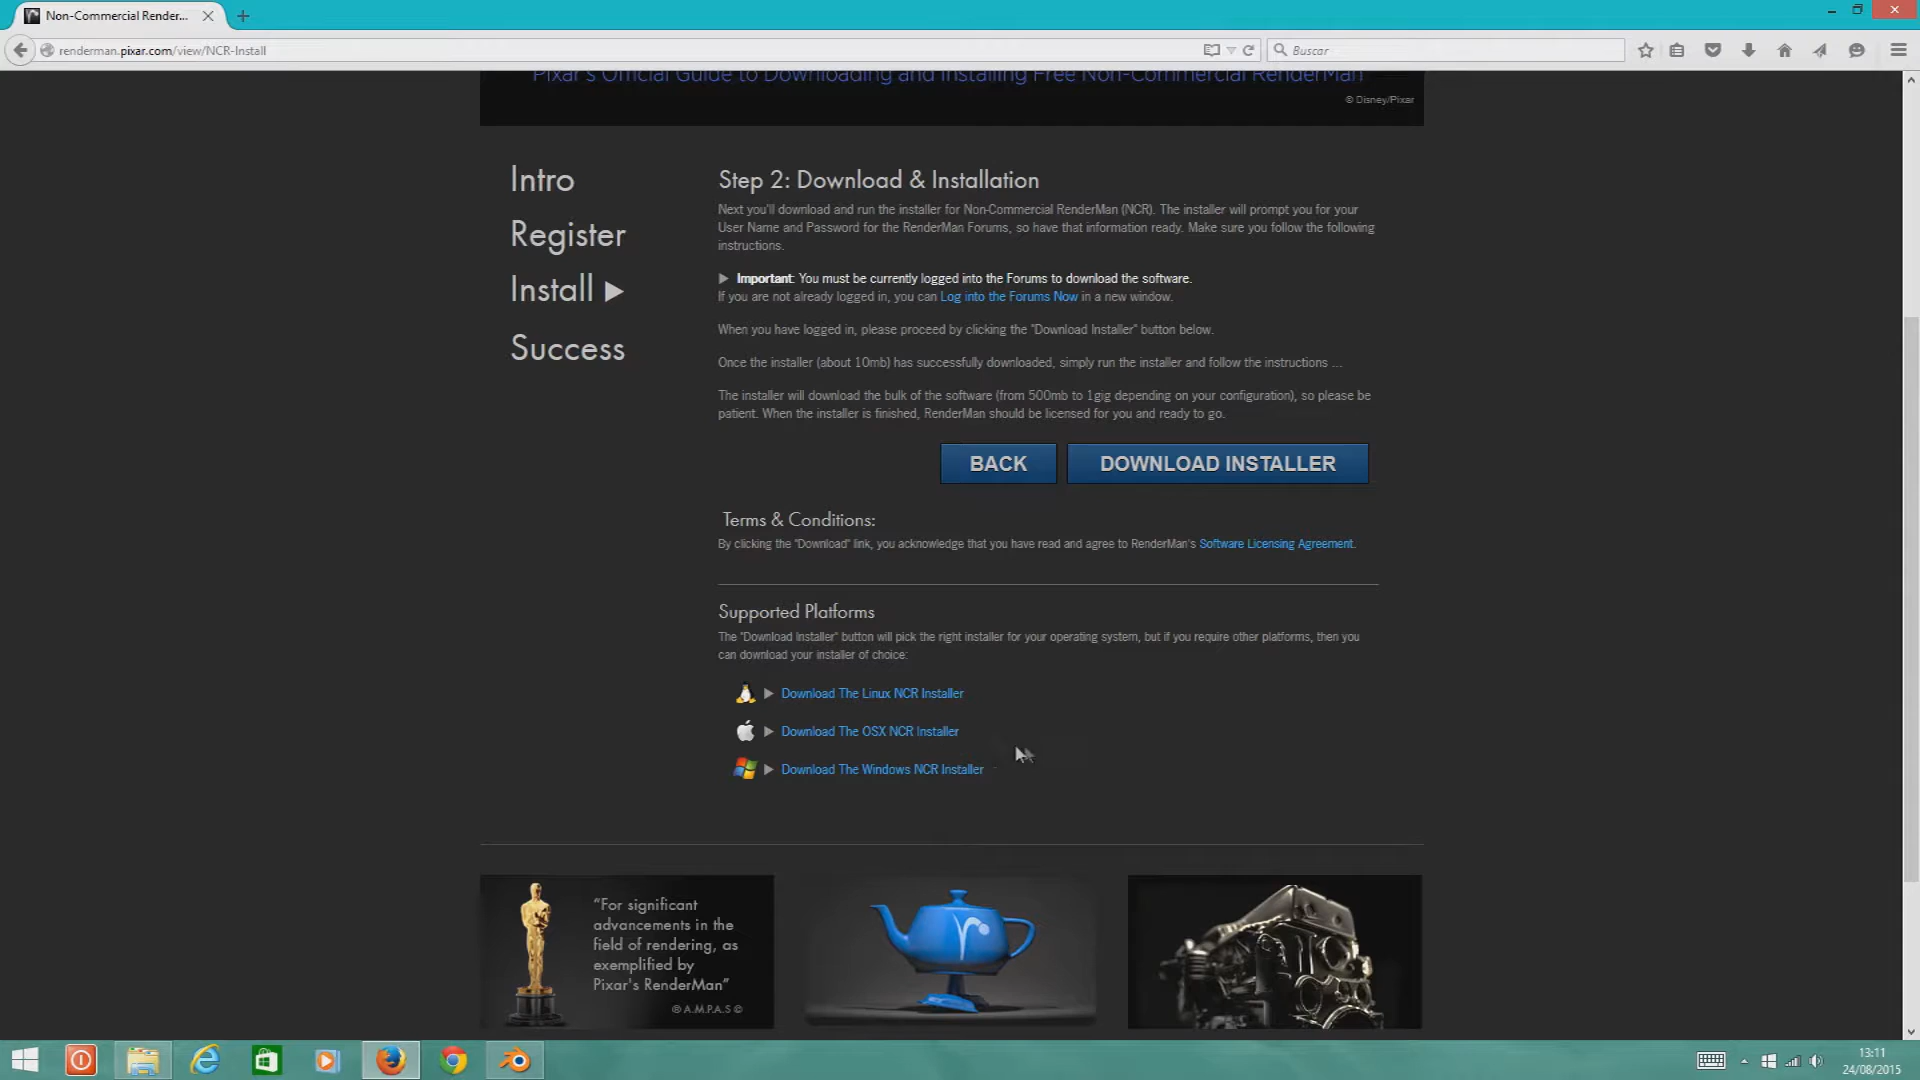 Non-Commercial Render...
renderman.pixar.com/view/NCR-Install
Buscar
Pixar's Official Guide to Downloading and Installing Free Non-Commercial RenderMan
© Disney/Pixar
Intro
Register
Install
Success
Step 2: Download & Installation
Next you'll download and run the installer for Non-Commercial RenderMan (NCR). The installer will prompt you for your
User Name and Password for the RenderMan Forums, so have that information ready. Make sure you follow the following
instructions.
Important: You must be currently logged into the Forums to download the software.
If you are not already logged in, you can Log into the Forums Now in a new window.
When you have logged in, please proceed by clicking the "Download Installer" button below.
Once the installer (about 10mb) has successfully downloaded, simply run the installer and follow the instructions ...
The installer will download the bulk of the software (from 500mb to 1gig depending on your configuration), so please be
patient. When the installer is finished, RenderMan should be licensed for you and ready to go.
BACK
DOWNLOAD INSTALLER
Terms & Conditions:
By clicking the "Download" link, you acknowledge that you have read and agree to RenderMan's Software Licensing Agreement.
Supported Platforms
The "Download Installer" button will pick the right installer for your operating system, but if you require other platforms, then you
can download your installer of choice:
Download The Linux NCR Installer
Download The OSX NCR Installer
Download The Windows NCR Installer
"For significant
advancements in the
field of rendering, as
exemplified by
Pixar's RenderMan"
® A.M.P.A.S ©
13:11
24/08/2015